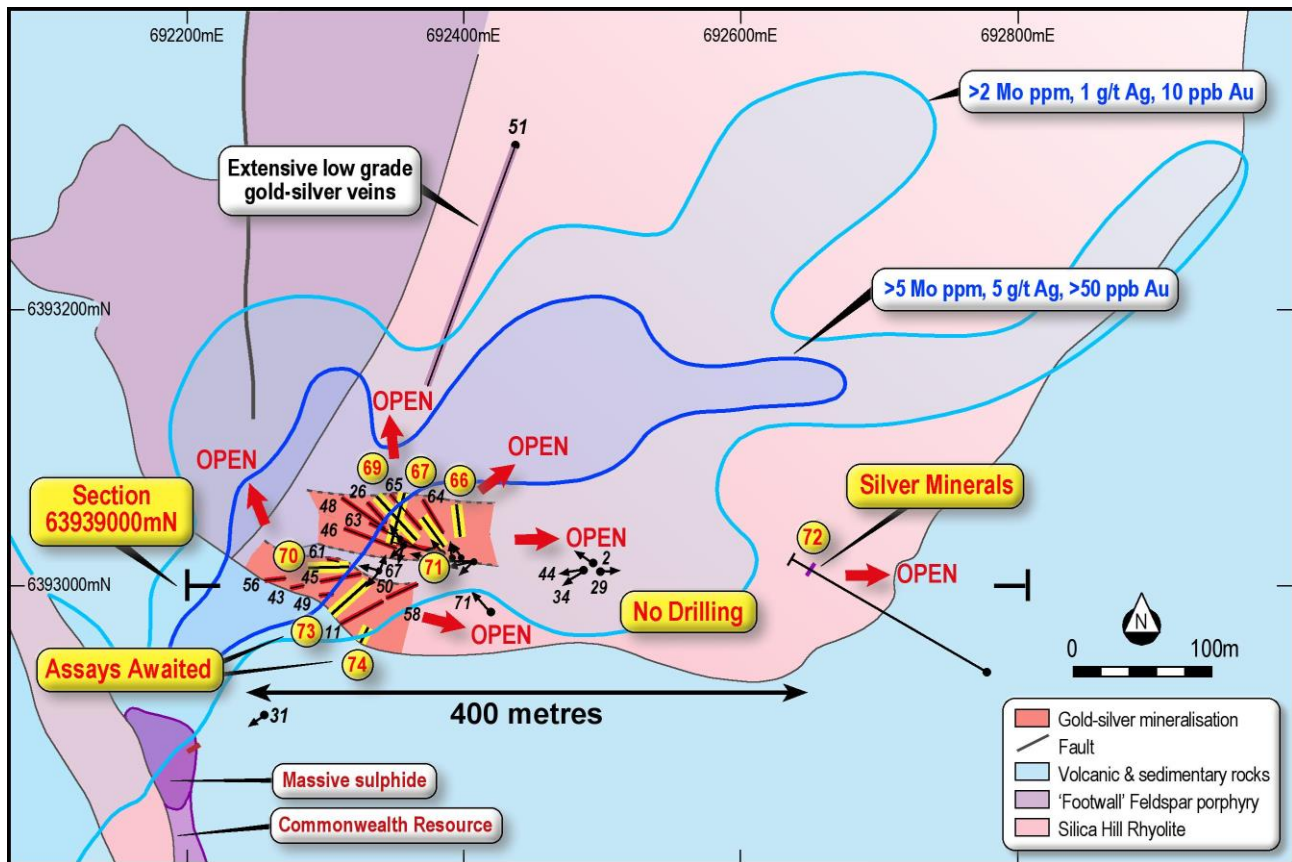 692200mE
692400mE
692600mE
692800mE
>2 Mo ppm, 1 g/t Ag, 10 ppb Au
51
Extensive low grade
gold-silver veins
6393200mN
>5 Mo ppm, 5 g/t Ag, >50 ppb Au
OPEN
OPEN
OPEN
69
67
66
26
65
64
48
63
46
Section
63939000mN
Silver Minerals
72
OPEN
OPEN
70
61
71
67
2
44
34
29
6393000mN
56
45
50
43
49
58
71
11
73
74
OPEN
No Drilling
Assays Awaited
400 metres
31
N
0
100m
Massive sulphide
Commonwealth Resource
Gold-silver mineralisation
Fault
Volcanic & sedimentary rocks
‘Footwall’ Feldspar porphyry
Silica Hill Rhyolite